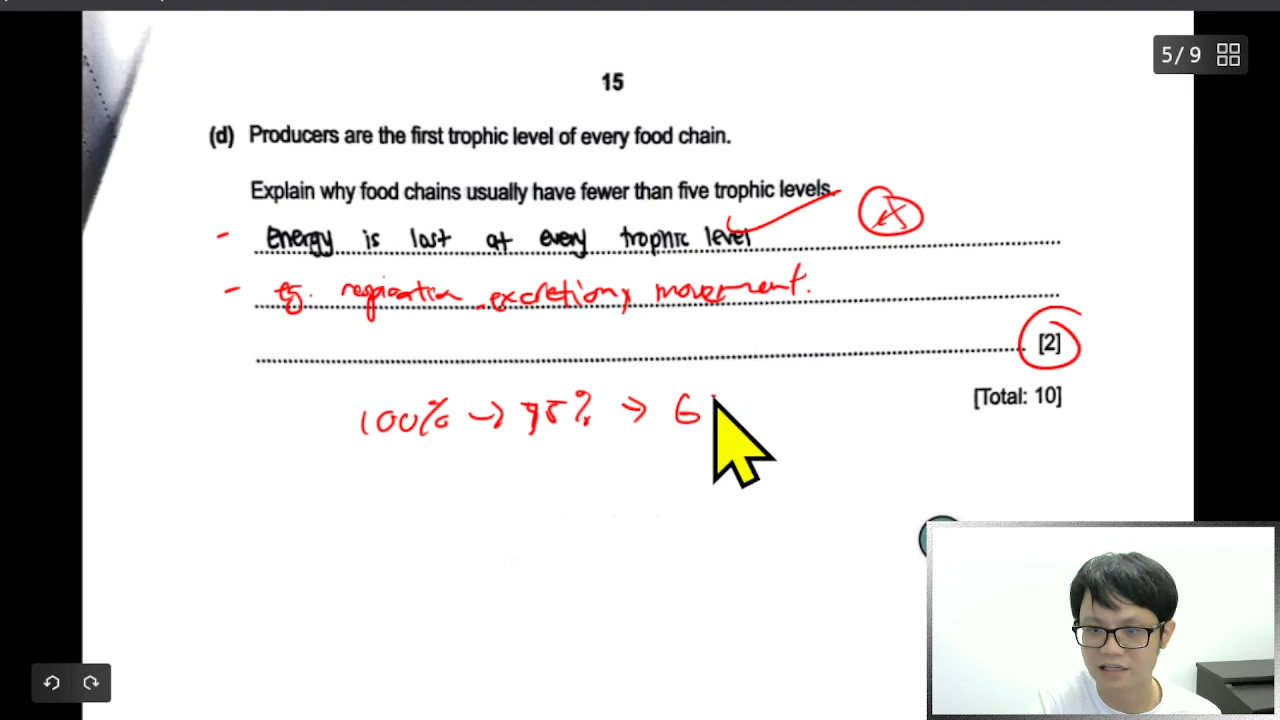 5/9
15
(d) Producers are the first trophic level of every food chain.
Explain why food chains usually have fewer than five trophic levels.
- Energy is lost at every trophic level
- eg. respiration excretion, movement.
[2]
100% → 75% → 6
[Total: 10]